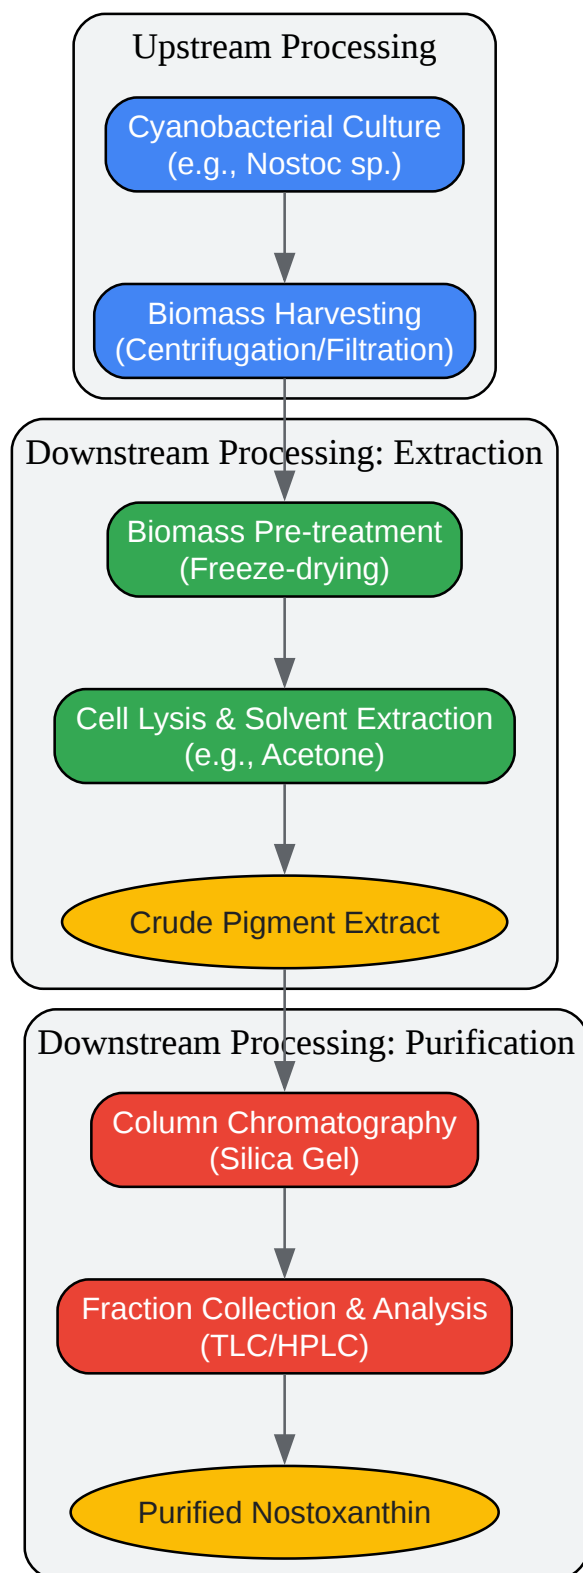 Upstream Processing
Cyanobacterial Culture
(e.g., Nostoc sp.)
Biomass Harvesting
(Centrifugation/Filtration)
Downstream Processing: Extraction
Biomass Pre-treatment
(Freeze-drying)
Cell Lysis & Solvent Extraction
(e.g., Acetone)
Crude Pigment Extract
Downstream Processing: Purification
Column Chromatography
(Silica Gel)
Fraction Collection & Analysis
(TLC/HPLC)
Purified Nostoxanthin